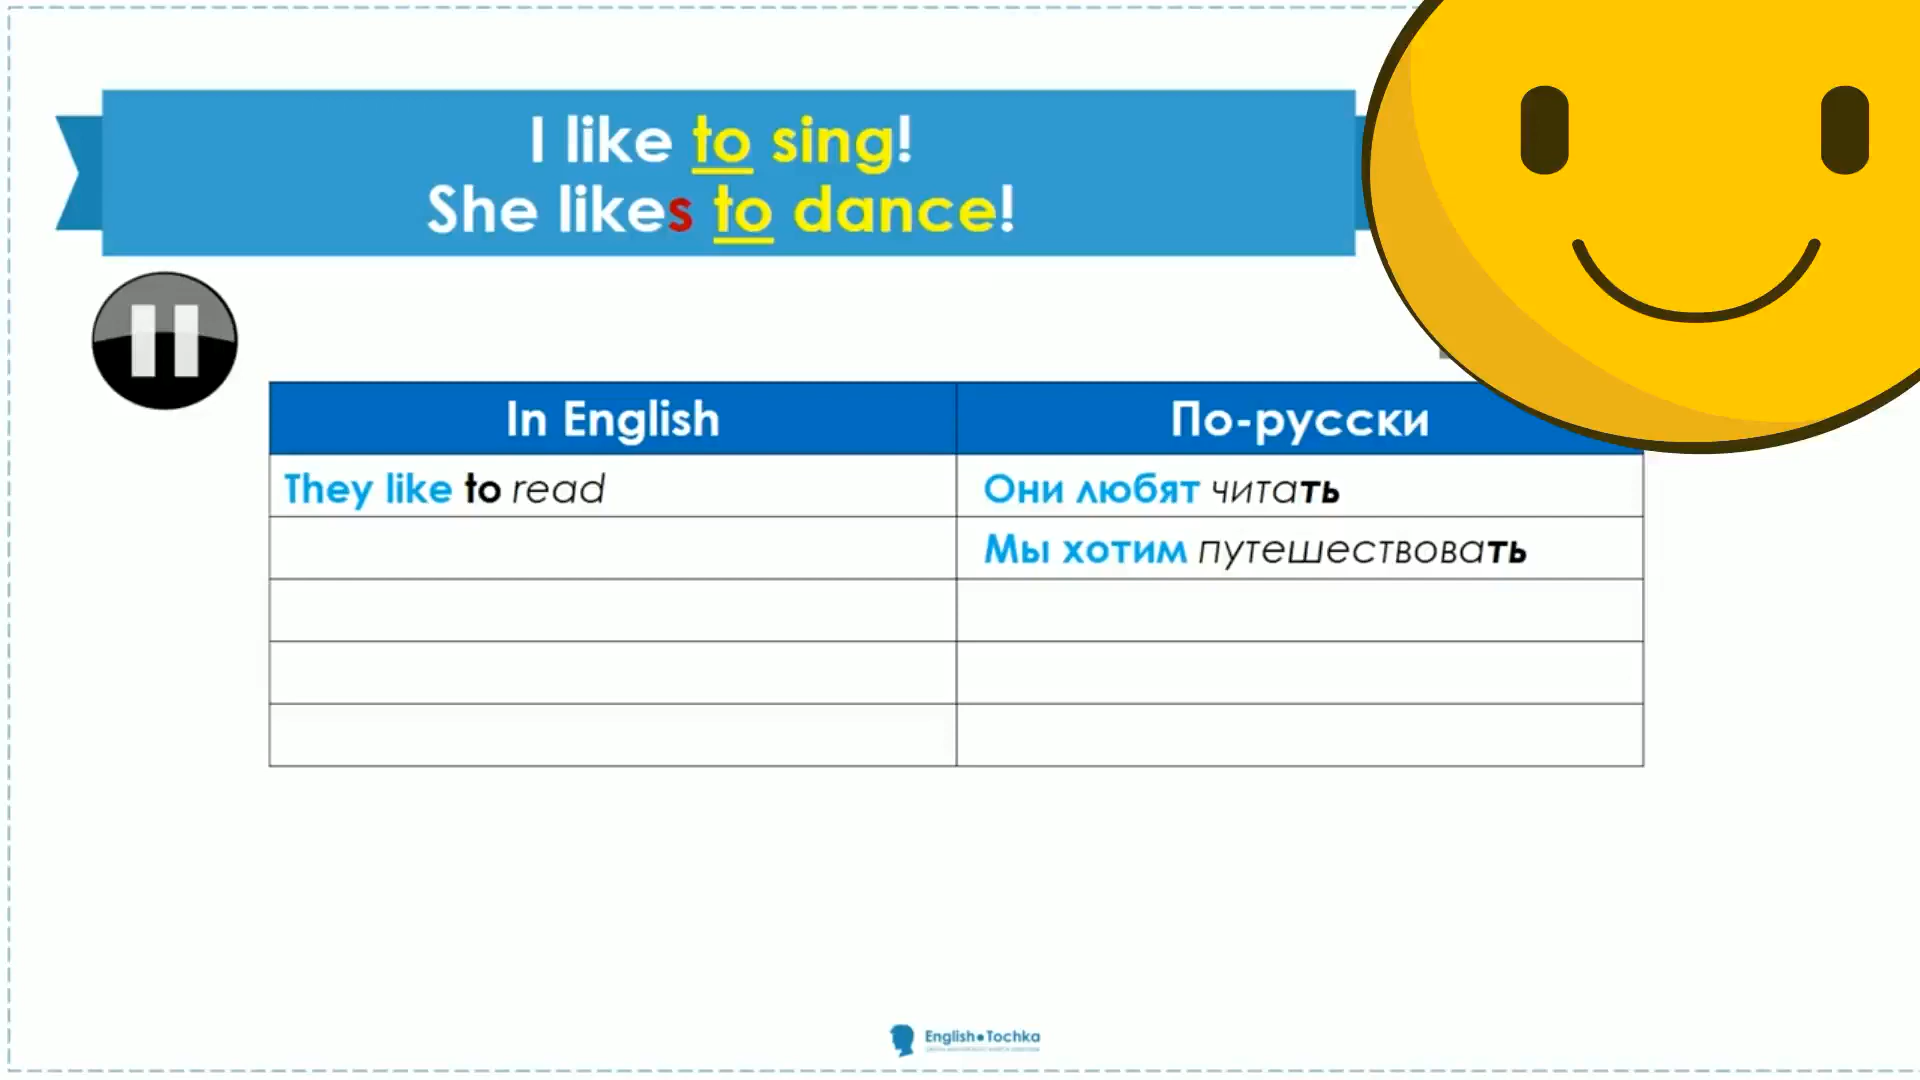 I like to sing!
She likes to dance!
In English
По-русски
They like to read
Они любят читать
Мы хотим путешествовать
English•Tochka